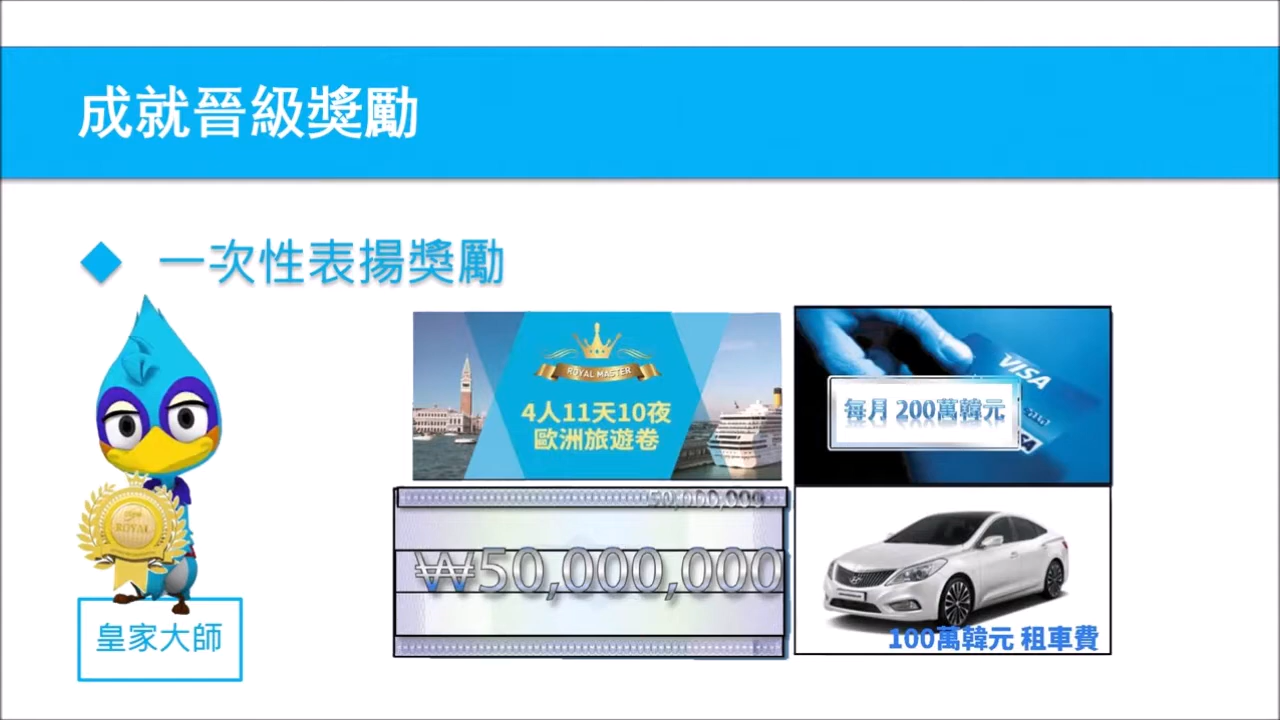 成就晉級獎勵
一次性表揚獎勵
ROYAL MASTER
4人11天10夜
歐洲旅遊卷
VISA
每月 200萬韓元
50,000,000
₩50,000,000
100萬韓元 租車費
ROYAL
皇家大師